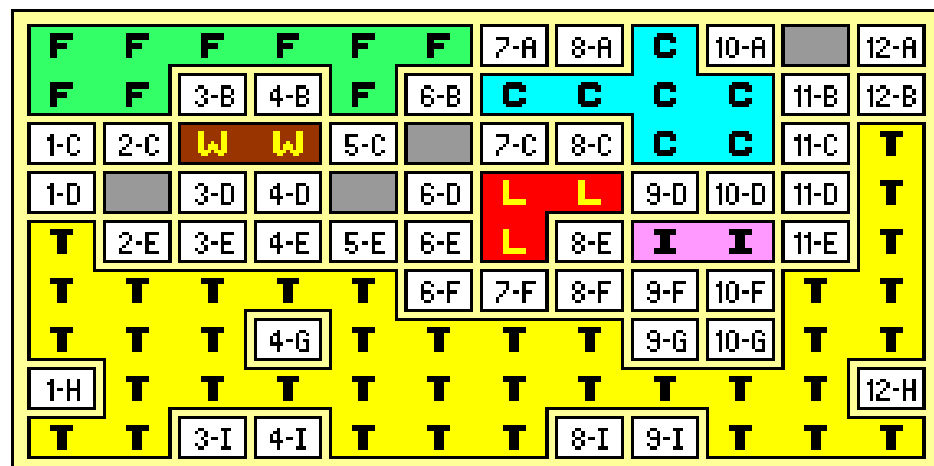 F F F F F F 7-A 8-A C 10-A 12-A
F F 3-B 4-B F 6-B C C C C 11-B 12-B
1-C 2-C W W 5-C 7-C 8-C C C 11-C T
1-D 3-D 4-D 6-D L L 9-D 10-D 11-D T
T 2-E 3-E 4-E 5-E 6-E L 8-E I I 11-E T
T T T T T 6-F 7-F 8-F 9-F 10-F T T
T T T 4-G T T T T 9-G 10-G T T
1-H T T T T T T T T T T 12-H
T T 3-I 4-I T T T 8-I 9-I T T T